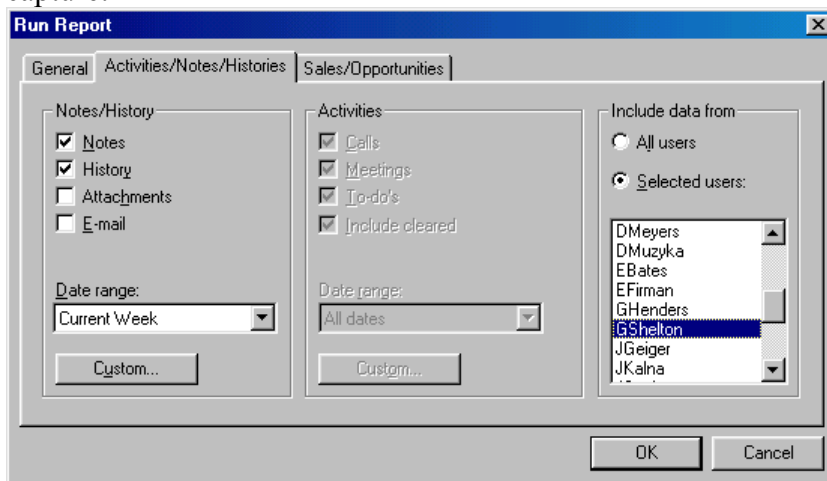 Run Report
General Activities/Notes/Histories Sales/Opportunities
Notes/History
Notes
History
Attachments
E-mail
Date range:
Current Week
Custom...
Activities
Calls
Meetings
To-do's
Include cleared
Date range:
All dates
Custom...
Include data from
All users
Selected users:
DMeyers
DMuzyka
EBates
EFirman
GHenders
GShelton
JGeiger
JKalna
OK Cancel